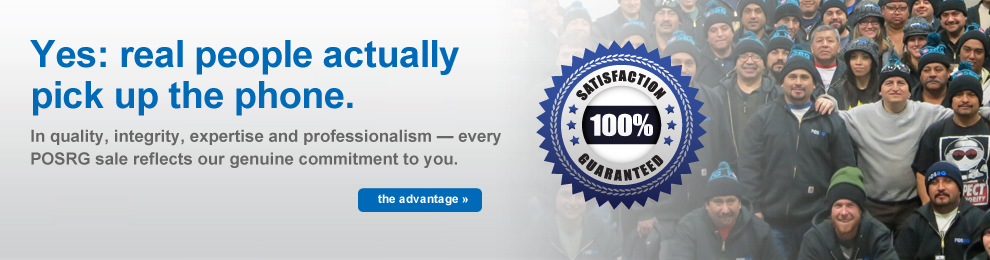 Yes: real people actually
pick up the phone.
In quality, integrity, expertise and professionalism — every
POSRG sale reflects our genuine commitment to you.
the advantage »
SATISFACTION
100%
GUARANTEED